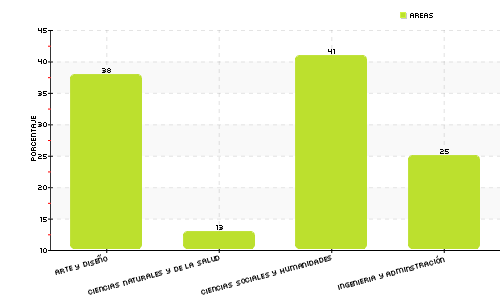 AREAS
PORCENTAJE
45
40
35
30
25
20
15
10
38
13
41
25
ARTE Y DISEÑO
CIENCIAS NATURALES Y DE LA SALUD
CIENCIAS SOCIALES Y HUMANIDADES
INGENIERIA Y ADMINSTRACIÓN